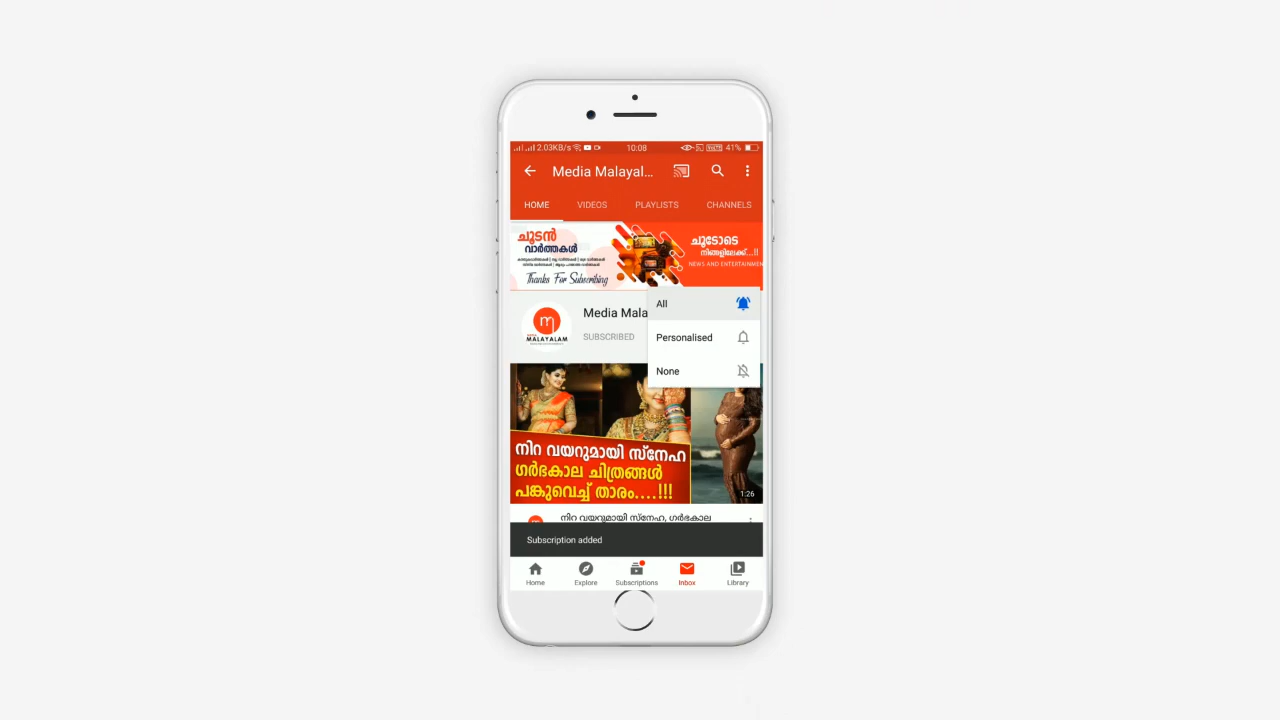 2.03KB/s 10:08 41%
Media Malayal...
HOME VIDEOS PLAYLISTS CHANNELS
ചൂടൻ
വാർത്തകൾ
Thanks For Subscribing
ചൂടോടെ
നിങ്ങളിലേക്ക്...!!
NEWS AND ENTERTAINMEN
Media Mala
SUBSCRIBED
MALAYALAM
All
Personalised
None
നിറ വയറുമായി സ്നേഹ
ഗർഭകാല ചിത്രങ്ങൾ
പങ്കുവെച്ച് താരം....!!!
1:26
നിറ വയറുമായി സ്നേഹ, ഗർഭകാല
Subscription added
Home Explore Subscriptions Inbox Library